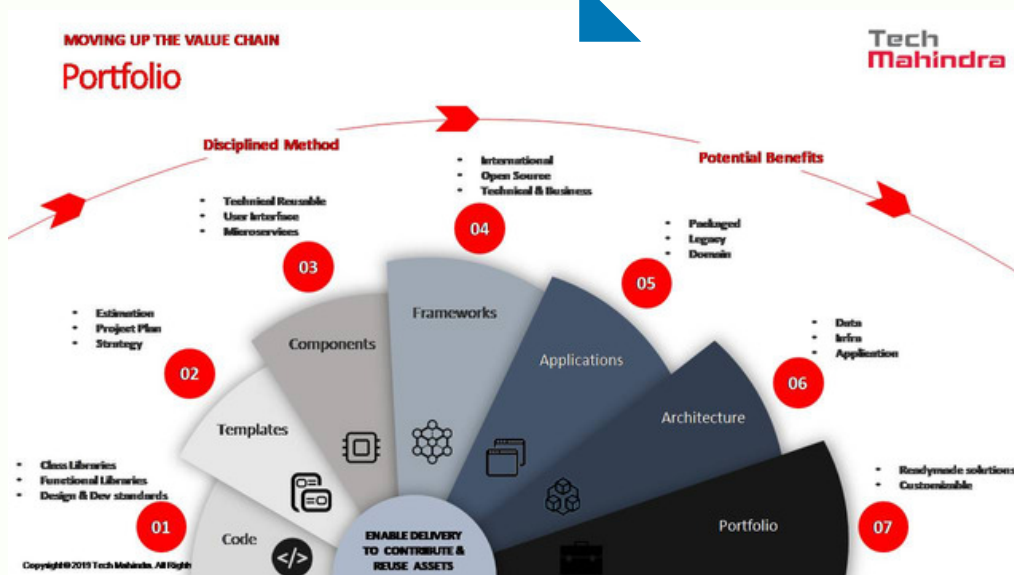 MOVING UP THE VALUE CHAIN
Portfolio
Tech
Mahindra
Disciplined Method
Potential Benefits
• Class Libraries
• Functional Libraries
• Design & Dev standards
01
Code
• Estimation
• Project Plan
• Strategy
02
Templates
• Technical Reusable
• User Interface
• Microservices
03
Components
• International
• Open Source
• Technical & Business
04
Frameworks
• Packaged
• Legacy
• Domain
05
Applications
• Data
• Infra
• Application
06
Architecture
• Readymade solutions
• Customizable
07
Portfolio
</>
ENABLE DELIVERY
TO CONTRIBUTE &
REUSE ASSETS
Copyright © 2019 Tech Mahindra. All Right